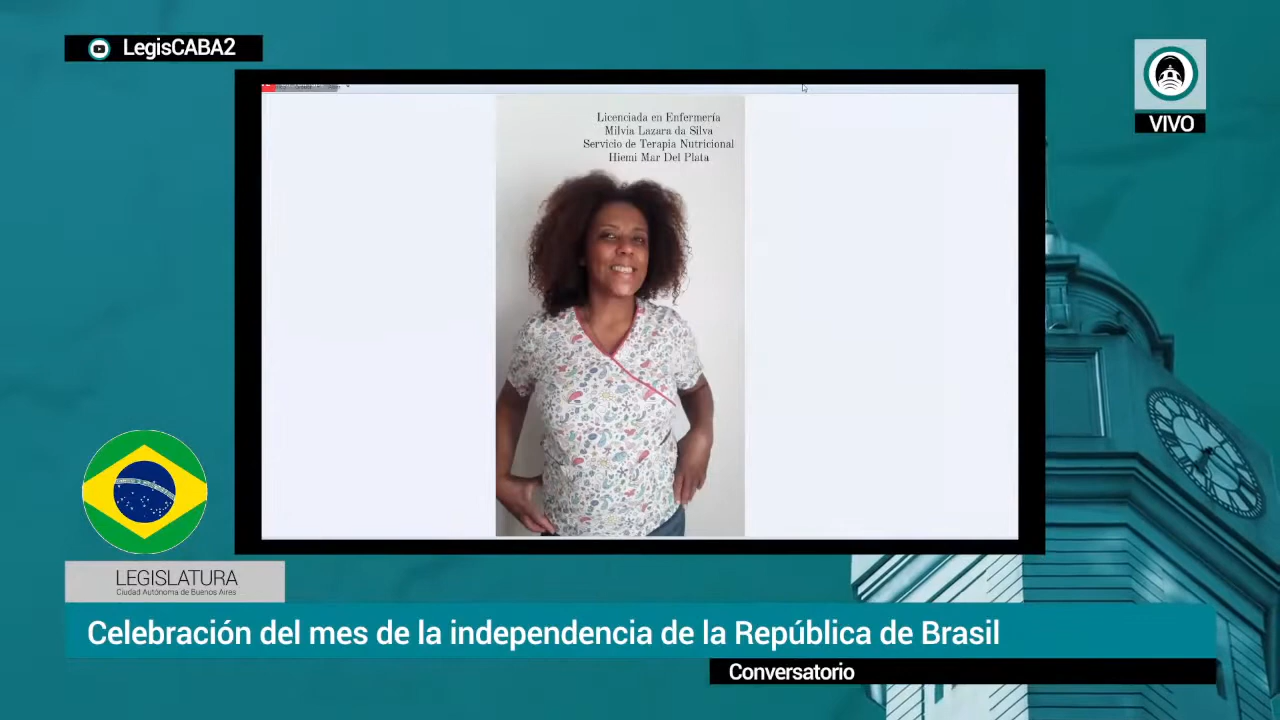 LegisCABA2
VIVO
Licenciada en Enfermería
Milvia Lazara da Silva
Servicio de Terapia Nutricional
Hiemi Mar Del Plata
LEGISLATURA
Ciudad Autónoma de Buenos Aires
Celebración del mes de la independencia de la República de Brasil
Conversatorio